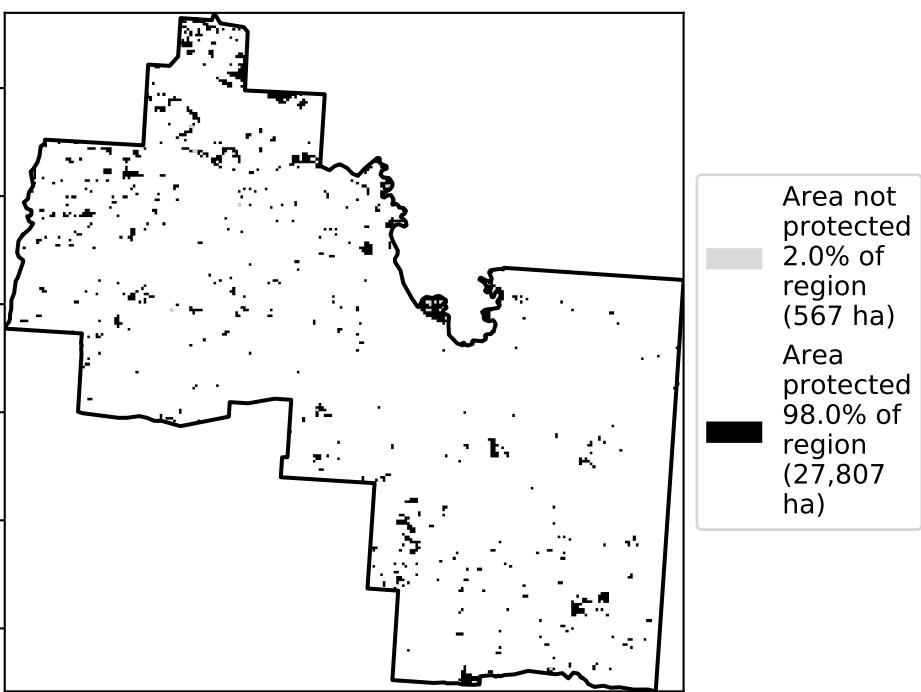 Area not
protected
2.0% of
region
(567 ha)
Area
protected
98.0% of
region
(27,807
ha)